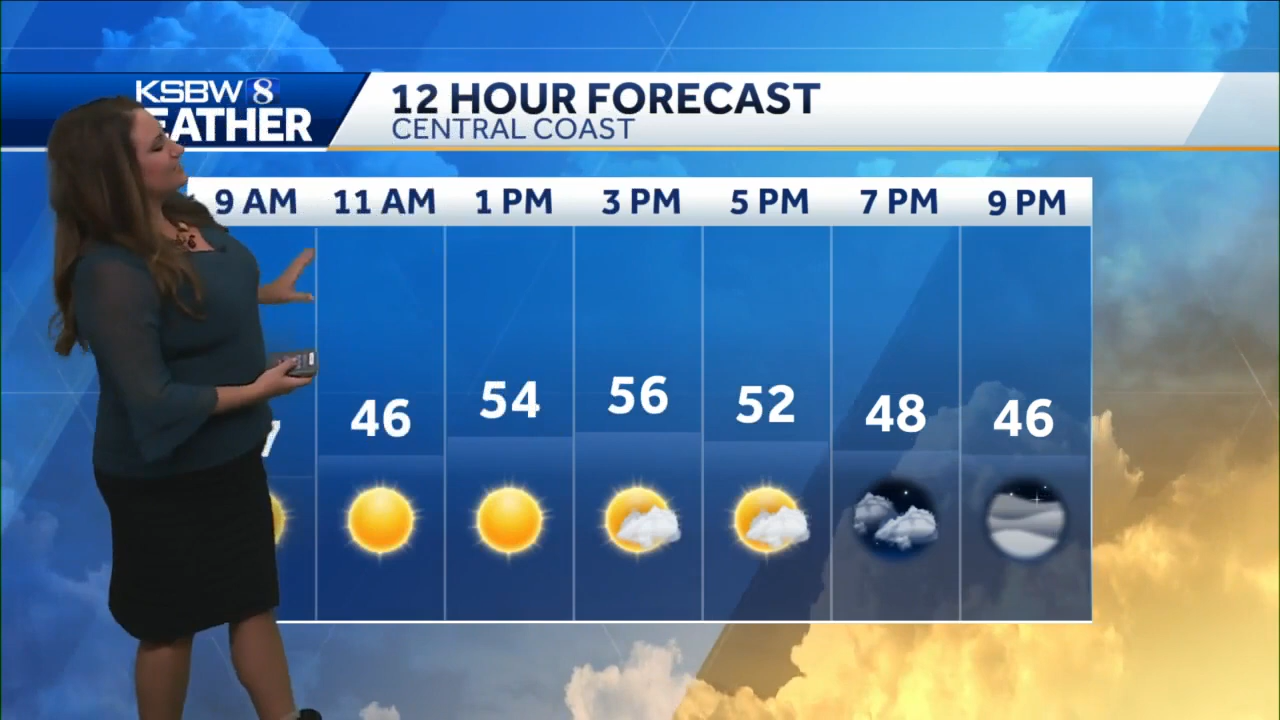 KSBW 8
EATHER
12 HOUR FORECAST
CENTRAL COAST
9 AM 11 AM 1 PM 3 PM 5 PM 7 PM 9 PM
46 54 56 52 48 46